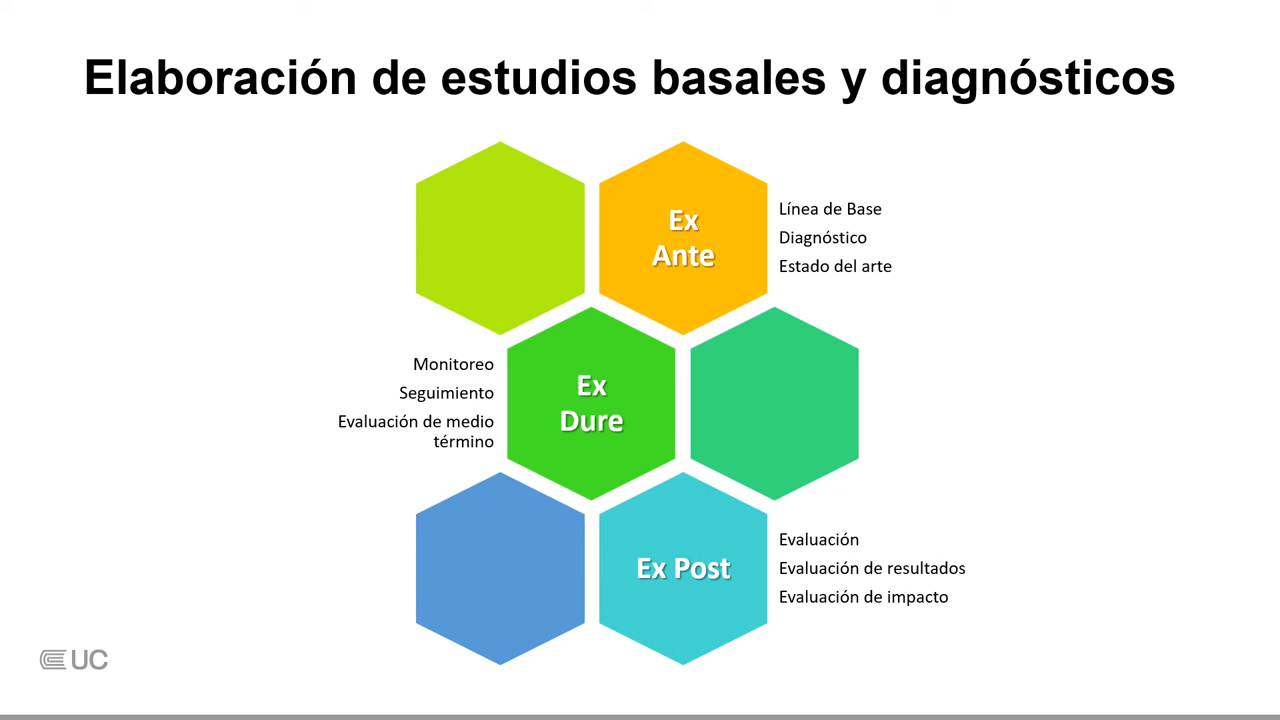 Elaboración de estudios basales y diagnósticos
Ex
Ante
Línea de Base
Diagnóstico
Estado del arte
Monitoreo
Seguimiento
Evaluación de medio
término
Ex
Dure
Ex Post
Evaluación
Evaluación de resultados
Evaluación de impacto
UC